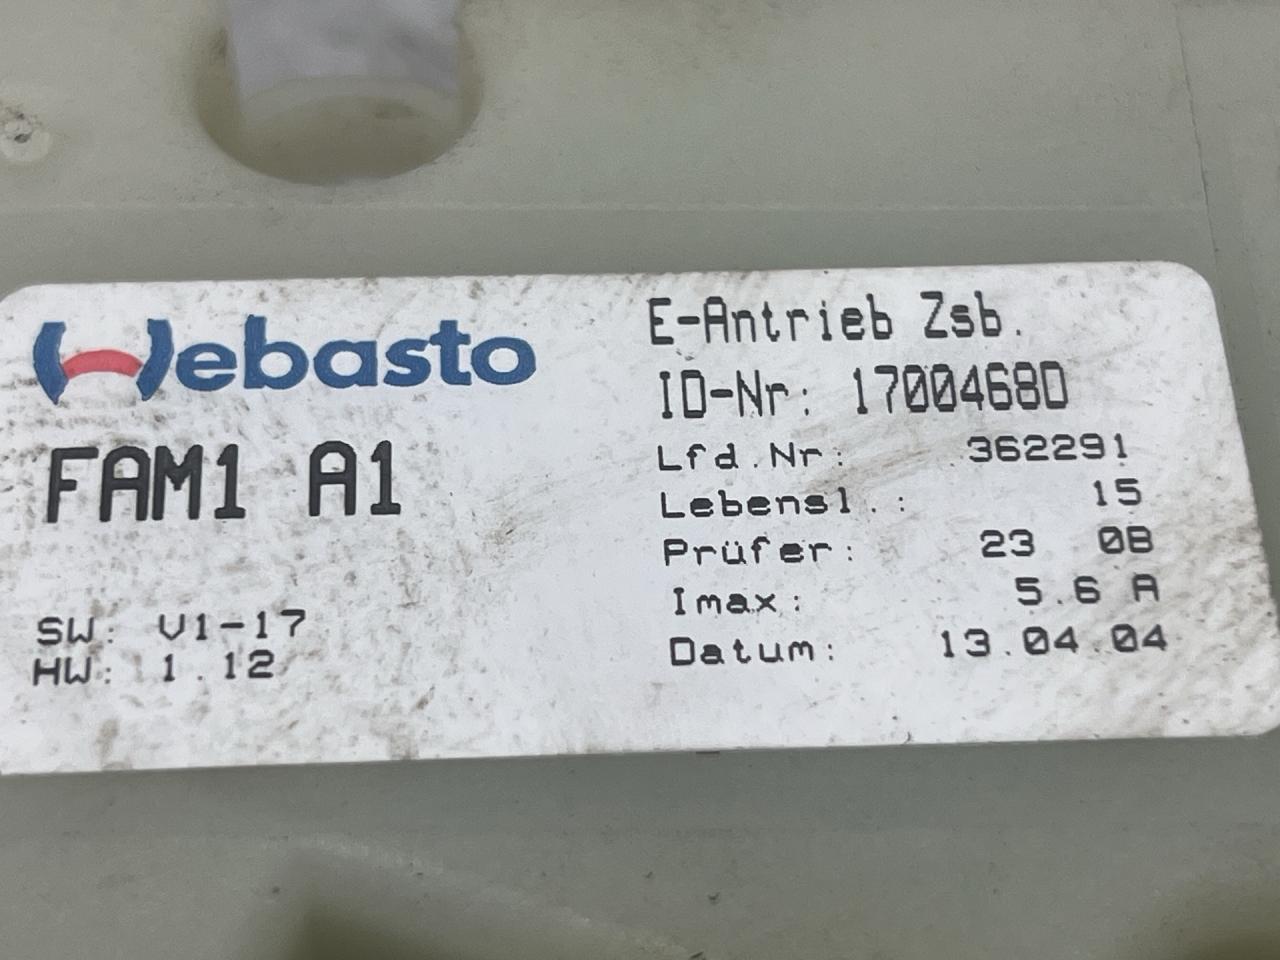 Webasto
FAM1 A1
SW: V1-17
HW: 1.12
E-Antrieb Zsb.
ID-Nr: 1700468D
Lfd.Nr: 362291
Lebensl.: 15
Prüfer: 23 08
Imax: 5.6 A
Datum: 13.04.04